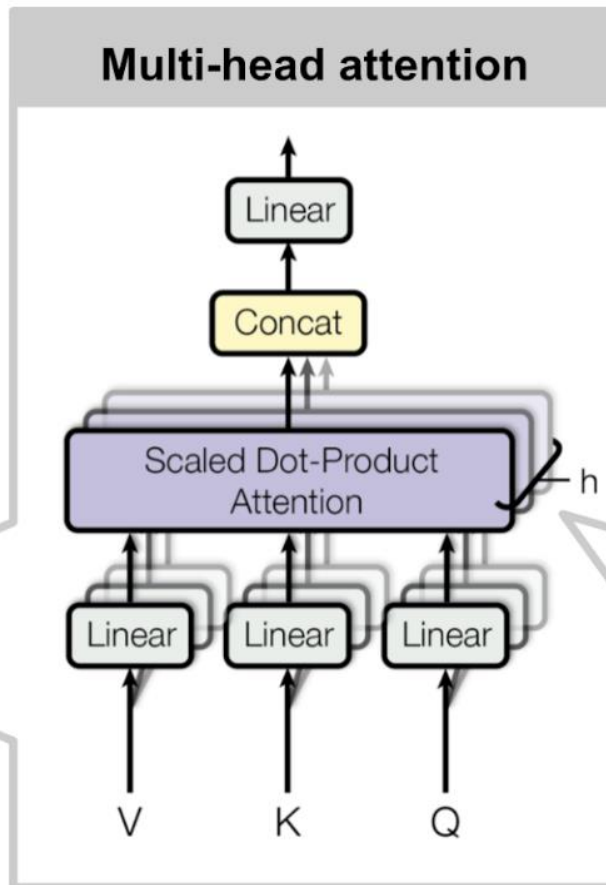 Multi-head attention
Linear
Concat
Scaled Dot-Product
Attention
h
Linear Linear Linear
V K Q